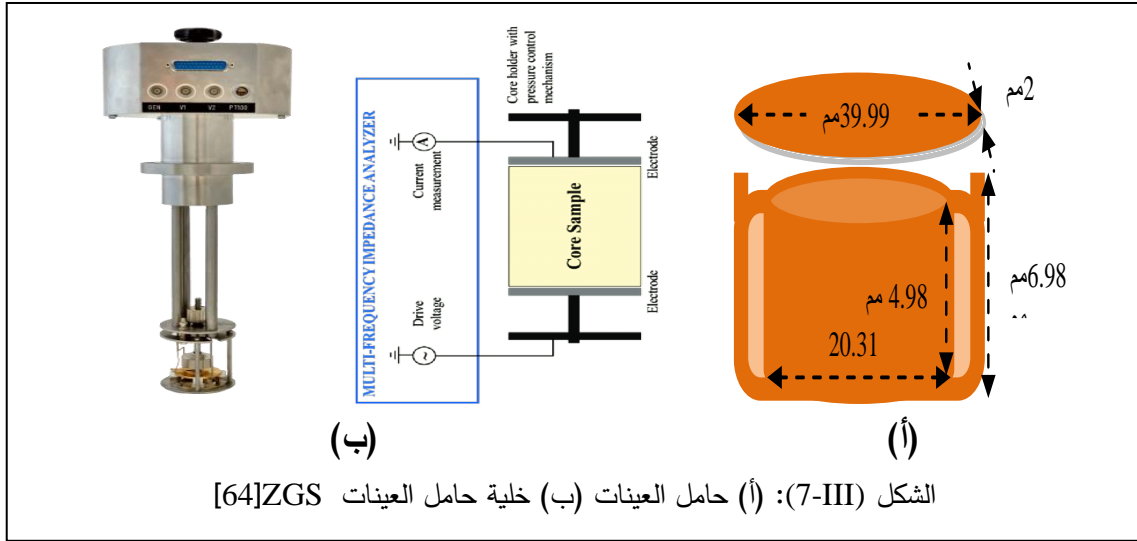 GEN V1 V2 PT100
MULTI-FREQUENCY IMPEDANCE ANALYZER
Drive voltage
Current measurement
Core holder with pressure control mechanism
Electrode
Core Sample
Electrode
2مم
39.99مم
6.98مم
4.98 مم
20.31
(ب)
(أ)
الشكل (7-III): (أ) حامل العينات (ب) خلية حامل العينات ZGS[64]